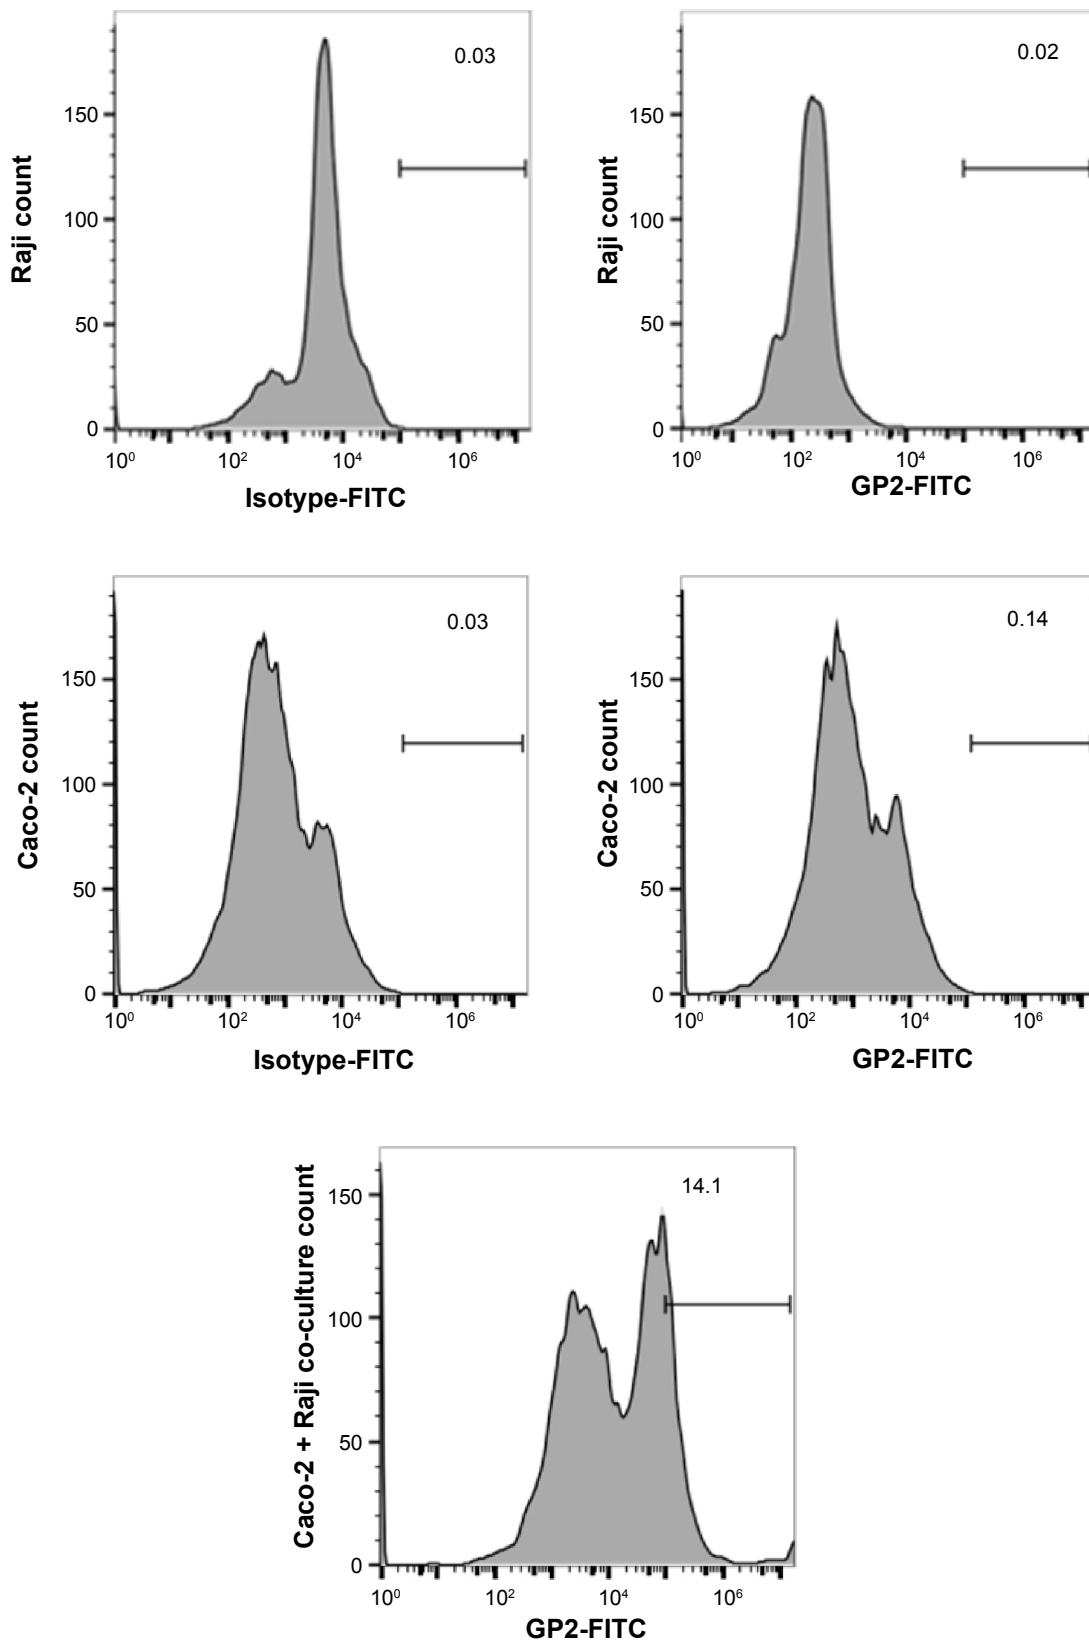 0.03
Raji count
150
100
50
0
10⁰ 10² 10⁴ 10⁶
Isotype-FITC
0.02
Raji count
150
100
50
0
10⁰ 10² 10⁴ 10⁶
GP2-FITC
0.03
Caco-2 count
150
100
50
0
10⁰ 10² 10⁴ 10⁶
Isotype-FITC
0.14
Caco-2 count
150
100
50
0
10⁰ 10² 10⁴ 10⁶
GP2-FITC
14.1
Caco-2 + Raji co-culture count
150
100
50
0
10⁰ 10² 10⁴ 10⁶
GP2-FITC